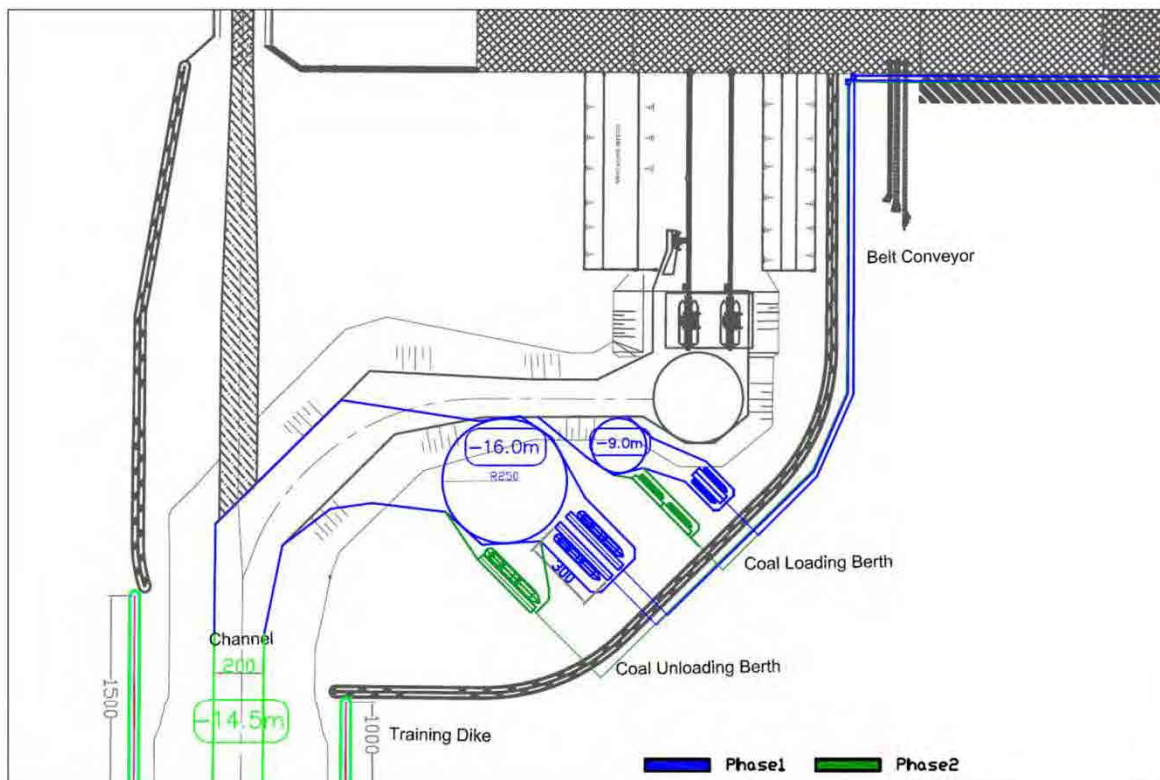 Belt Conveyor
-16.0m
R250
-9.0m
300
Coal Loading Berth
Channel
200
Coal Unloading Berth
-1500
-14.5m
Training Dike
-1000
Phase1
Phase2